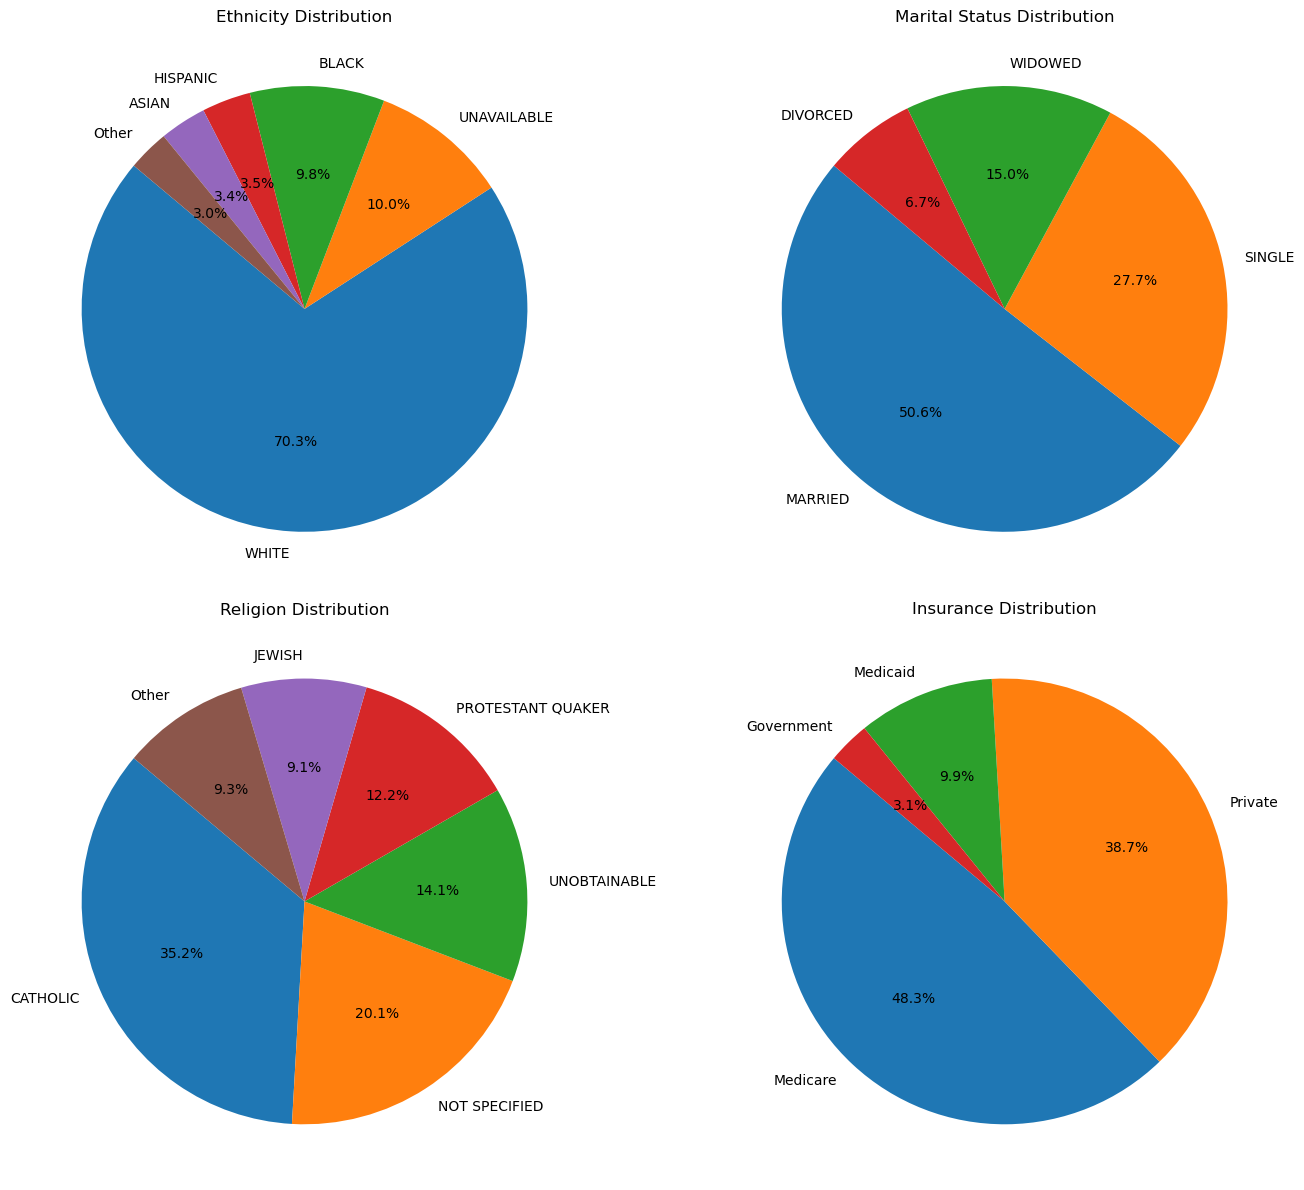 Ethnicity Distribution
BLACK
HISPANIC
ASIAN
Other
UNAVAILABLE
9.8%
3.5%
3.4%
3.0%
10.0%
70.3%
WHITE
Marital Status Distribution
WIDOWED
DIVORCED
15.0%
6.7%
SINGLE
27.7%
50.6%
MARRIED
Religion Distribution
JEWISH
Other
PROTESTANT QUAKER
9.1%
9.3%
12.2%
UNOBTAINABLE
14.1%
35.2%
CATHOLIC
20.1%
NOT SPECIFIED
Insurance Distribution
Medicaid
Government
9.9%
3.1%
Private
38.7%
48.3%
Medicare